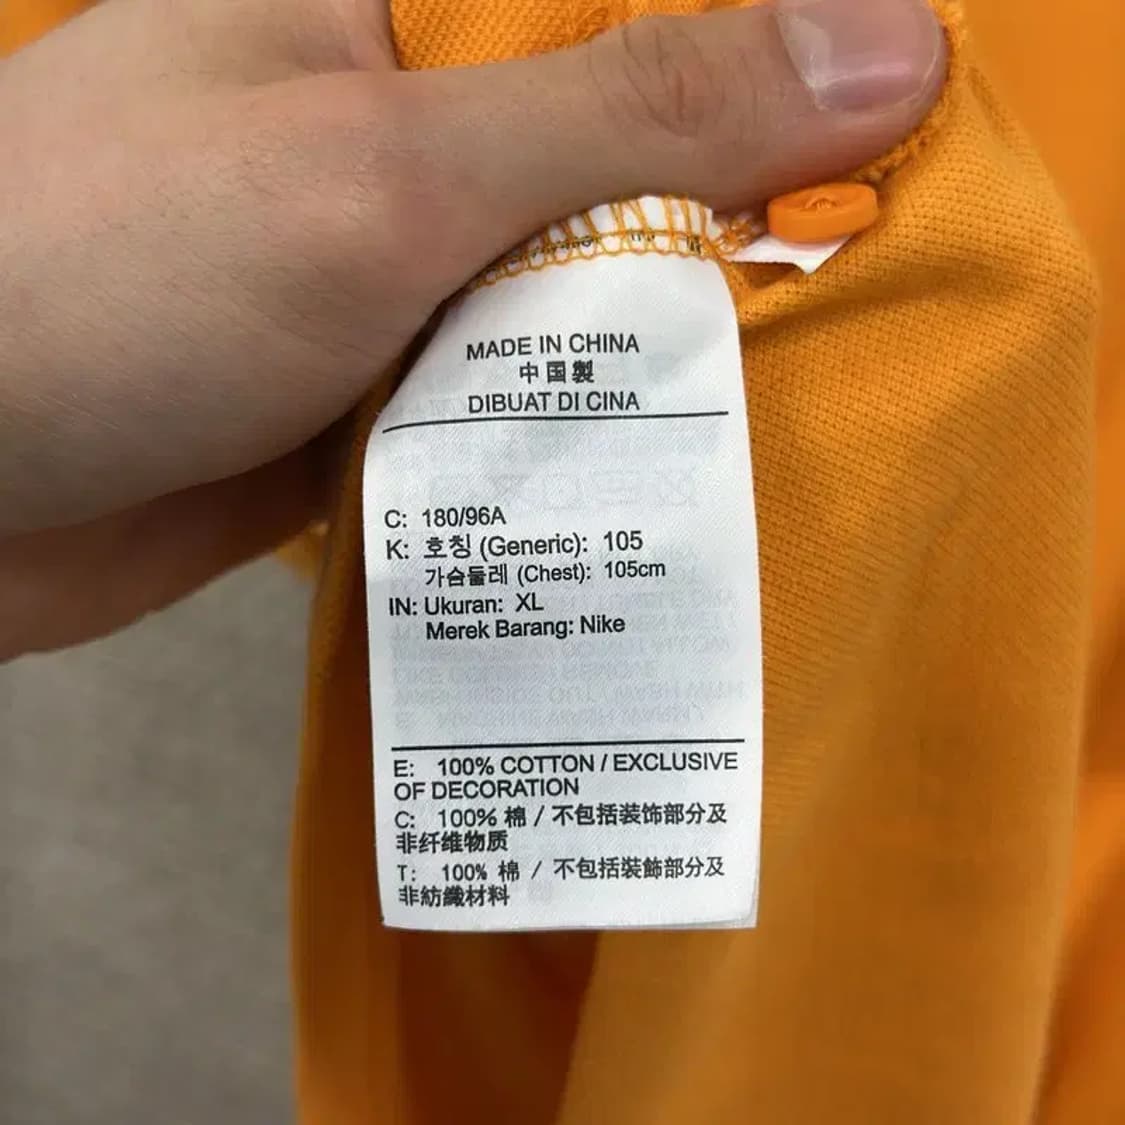 MADE IN CHINA
中国製
DIBUAT DI CINA
C: 180/96A
K: 호칭 (Generic): 105
가슴둘레 (Chest): 105cm
IN: Ukuran: XL
Merek Barang: Nike
E: 100% COTTON / EXCLUSIVE
OF DECORATION
C: 100% 棉 / 不包括装饰部分及
非纤维物质
T: 100% 棉 / 不包括裝飾部分及
非紡織材料